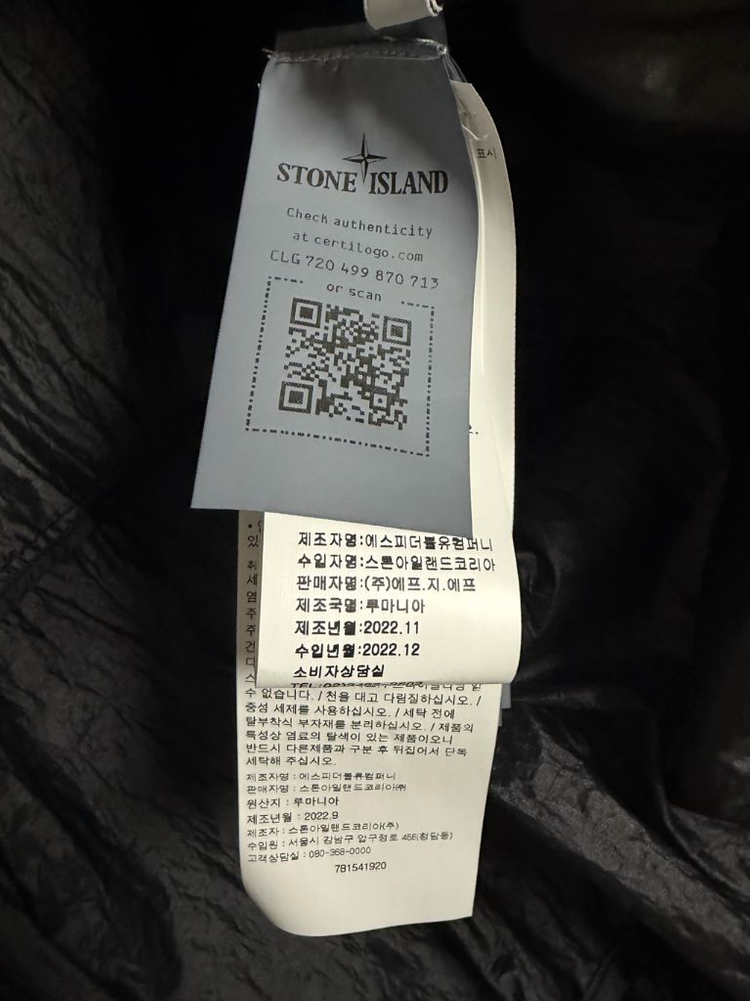 표시
STONE ISLAND
Check authenticity
at certilogo.com
CLG 720 499 870 713
or scan
제조자명:에스피더블유컴퍼니
수입자명:스톤아일랜드코리아
판매자명:(주)에프.지.에프
제조국명:루마니아
제조년월:2022.11
수입년월:2022.12
소비자상담실
수 없습니다. / 천을 대고 다림질하십시오. /
중성 세제를 사용하십시오. / 세탁 전에
탈부착식 부자재를 분리하십시오. / 제품의
특성상 염료의 탈색이 있는 제품이오니
반드시 다른제품과 구분 후 뒤집어서 단독
세탁해 주십시오.
제조자명 : 에스피더블유컴퍼니
판매자명 : 스톤아일랜드코리아㈜
원산지 : 루마니아
제조년월 : 2022.9
제조자 : 스톤아일랜드코리아(주)
수입원 : 서울시 강남구 압구정로 456(청담동)
고객상담실 : 080-368-0000
781541920